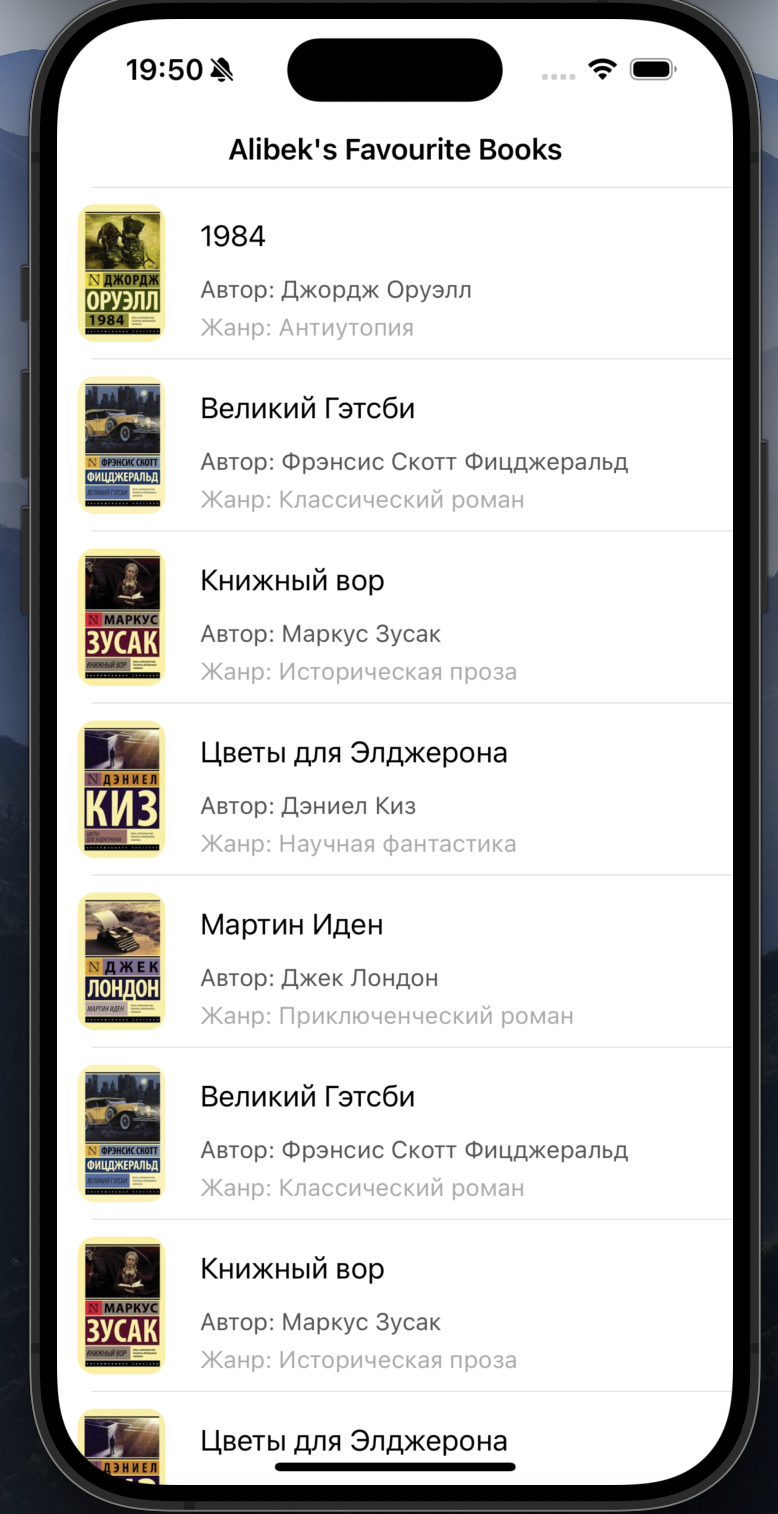 19:50
Alibek's Favourite Books
N ДЖОРДЖ
ОРУЭЛЛ
1984
1984
Автор: Джордж Оруэлл
Жанр: Антиутопия
N ФРЭНСИС СКОТТ
ФИЦДЖЕРАЛЬД
ВЕЛИКИЙ ГЭТСБИ
Великий Гэтсби
Автор: Фрэнсис Скотт Фицджеральд
Жанр: Классический роман
N МАРКУС
ЗУСАК
КНИЖНЫЙ ВОР
Книжный вор
Автор: Маркус Зусак
Жанр: Историческая проза
N ДЭНИЕЛ
КИЗ
Цветы для Элджерона
Автор: Дэниел Киз
Жанр: Научная фантастика
N ДЖЕК
ЛОНДОН
МАРТИН ИДЕН
Мартин Иден
Автор: Джек Лондон
Жанр: Приключенческий роман
N ФРЭНСИС СКОТТ
ФИЦДЖЕРАЛЬД
ВЕЛИКИЙ ГЭТСБИ
Великий Гэтсби
Автор: Фрэнсис Скотт Фицджеральд
Жанр: Классический роман
N МАРКУС
ЗУСАК
КНИЖНЫЙ ВОР
Книжный вор
Автор: Маркус Зусак
Жанр: Историческая проза
ДЭНИЕЛ
Цветы для Элджерона